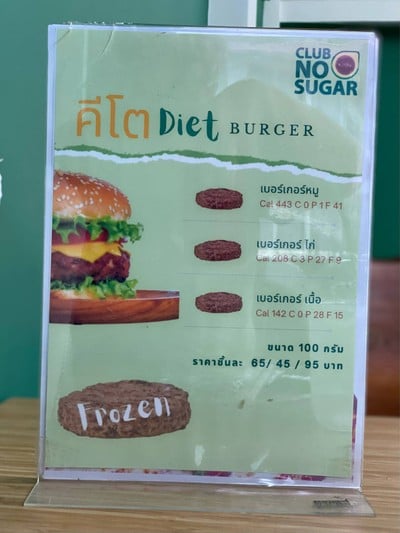 CLUB
NO
SUGAR
คีโต Diet BURGER
เบอร์เกอร์หมู
Cal 443 C 0 P 1 F 41
เบอร์เกอร์ ไก่
Cal 208 C 3 P 27 F 9
เบอร์เกอร์ เนื้อ
Cal 142 C 0 P 28 F 15
ขนาด 100 กรัม
ราคาชิ้นละ 65/ 45 / 95 บาท
Frozen